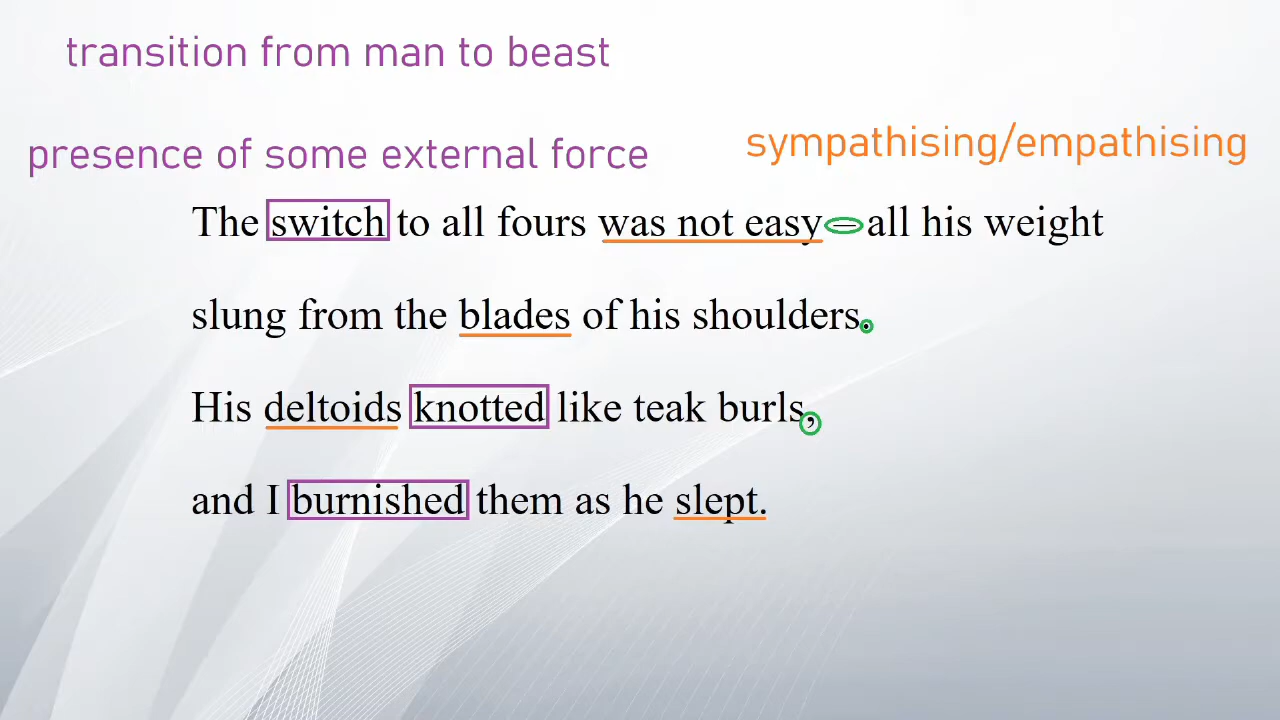 transition from man to beast
presence of some external force
sympathising/empathising
The switch to all fours was not easy—all his weight
slung from the blades of his shoulders.
His deltoids knotted like teak burls,
and I burnished them as he slept.